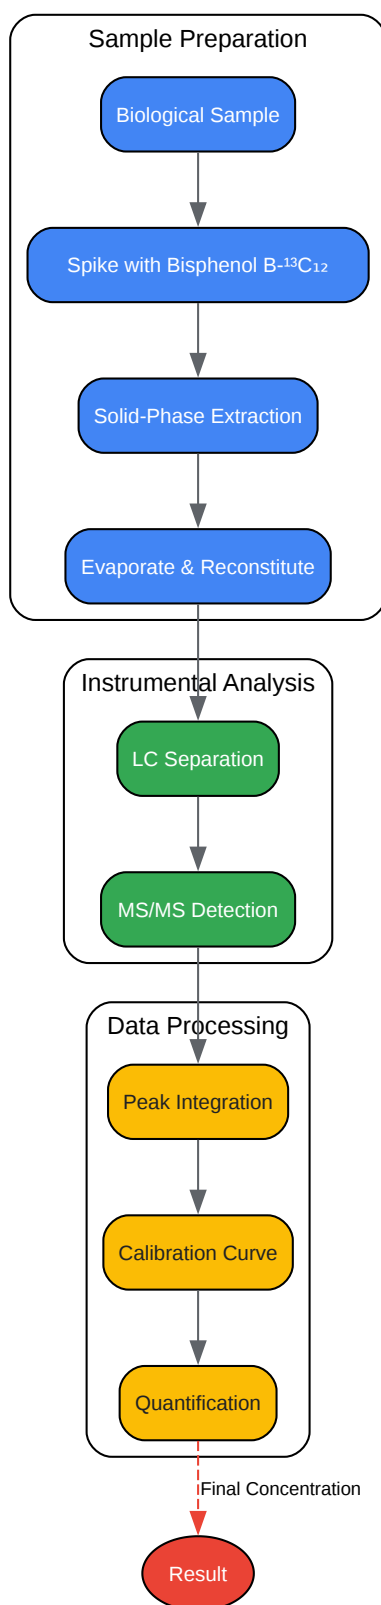 Sample Preparation
Biological Sample
Spike with Bisphenol B-¹³C₁₂
Solid-Phase Extraction
Evaporate & Reconstitute
Instrumental Analysis
LC Separation
MS/MS Detection
Data Processing
Peak Integration
Calibration Curve
Quantification
Final Concentration
Result